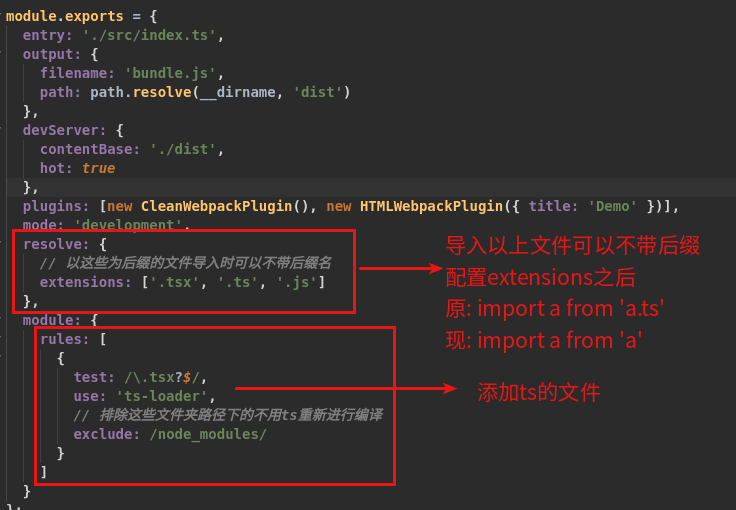 module.exports = {
entry: './src/index.ts',
output: {
filename: 'bundle.js',
path: path.resolve(__dirname, 'dist')
},
devServer: {
contentBase: './dist',
hot: true
},
plugins: [new CleanWebpackPlugin(), new HTMLWebpackPlugin({ title: 'Demo' })],
mode: 'development',
resolve: {
// 以这些为后缀的文件导入时可以不带后缀名
extensions: ['.tsx', '.ts', '.js']
},
导入以上文件可以不带后缀
配置extensions之后
原: import a from 'a.ts'
现: import a from 'a'
module: {
rules: [
{
test: /\.tsx?$/,
use: 'ts-loader',
// 排除这些文件夹路径下的不用ts重新进行编译
exclude: /node_modules/
}
]
添加ts的文件
}
};